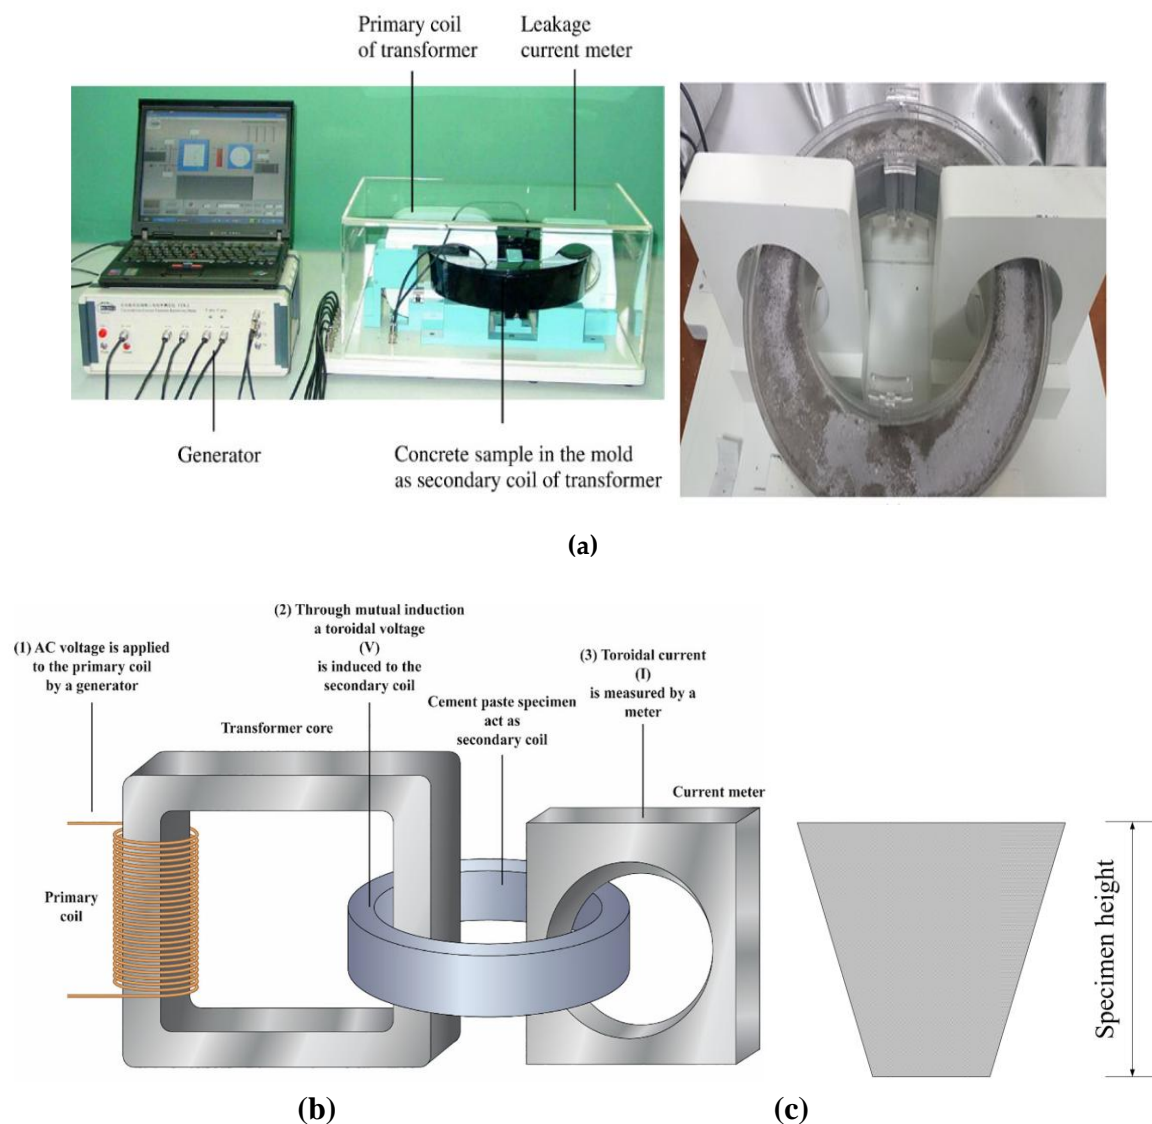 Primary coil
of transformer
Leakage
current meter
Generator
Concrete sample in the mold
as secondary coil of transformer
(a)
(1) AC voltage is applied
to the primary coil
by a generator
(2) Through mutual induction
a toroidal voltage
(V)
is induced to the
secondary coil
Transformer core
Cement paste specimen
act as
secondary coil
(3) Toroidal current
(I)
is measured by a
meter
Current meter
Primary
coil
Specimen height
(b)
(c)